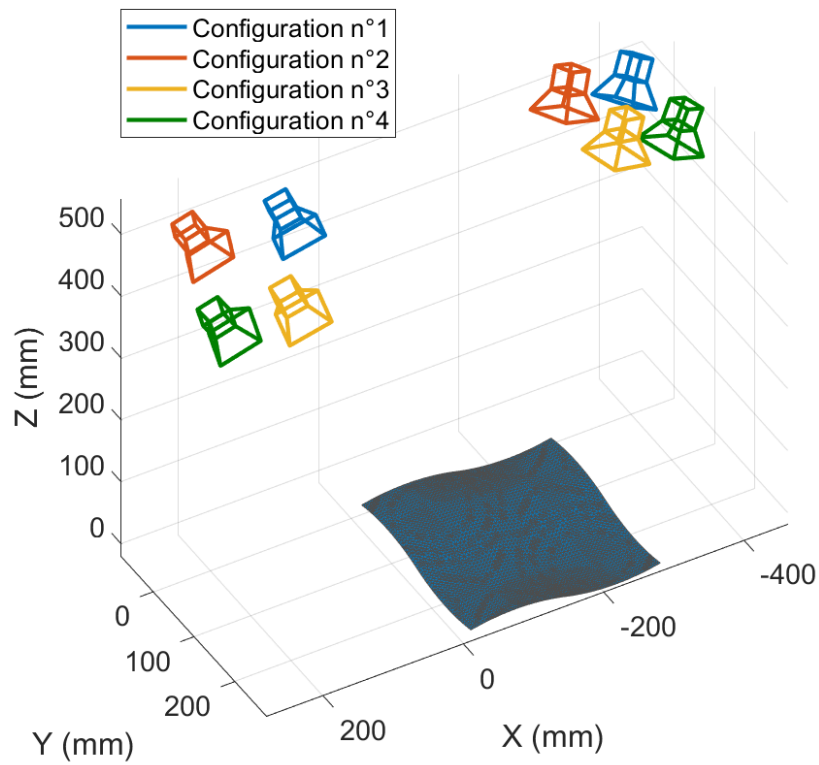 Configuration n°1
Configuration n°2
Configuration n°3
Configuration n°4
500
400
300
200
100
0
Z (mm)
0
100
200
Y (mm)
200
0
-200
-400
X (mm)